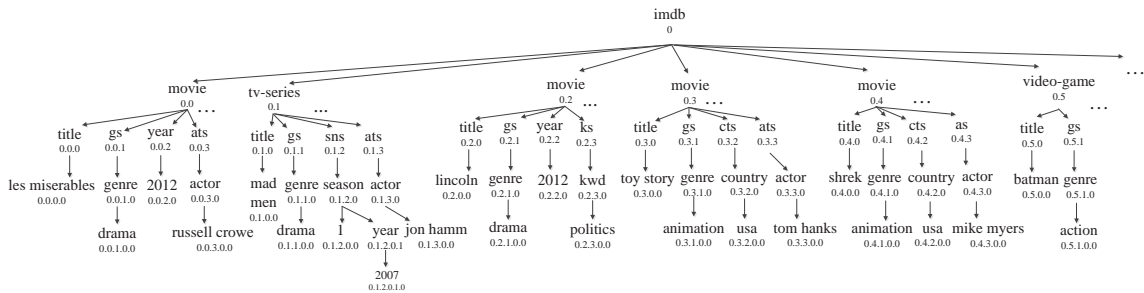 imdb
0
movie
0.0
...
tv-series
0.1
...
movie
0.2
...
movie
0.3
...
movie
0.4
...
video-game
0.5
...
title
0.0.0
gs
0.0.1
year
0.0.2
ats
0.0.3
title
0.1.0
gs
0.1.1
sns
0.1.2
ats
0.1.3
title
0.2.0
gs
0.2.1
year
0.2.2
ks
0.2.3
title
0.3.0
gs
0.3.1
cts
0.3.2
ats
0.3.3
title
0.4.0
gs
0.4.1
cts
0.4.2
as
0.4.3
title
0.5.0
gs
0.5.1
les miserables
0.0.0.0
genre
0.0.1.0
2012
0.0.2.0
actor
0.0.3.0
mad
men
0.1.0.0
genre
0.1.1.0
season
0.1.2.0
actor
0.1.3.0
lincoln
0.2.0.0
genre
0.2.1.0
2012
0.2.2.0
kwd
0.2.3.0
toy story
0.3.0.0
genre
0.3.1.0
country
0.3.2.0
actor
0.3.3.0
shrek
0.4.0.0
genre
0.4.1.0
country
0.4.2.0
actor
0.4.3.0
batman
0.5.0.0
genre
0.5.1.0
drama
0.0.1.0.0
russell crowe
0.0.3.0.0
drama
0.1.1.0.0
1
0.1.2.0.0
year
0.1.2.0.1
jon hamm
0.1.3.0.0
drama
0.2.1.0.0
politics
0.2.3.0.0
animation
0.3.1.0.0
usa
0.3.2.0.0
tom hanks
0.3.3.0.0
animation
0.4.1.0.0
usa
0.4.2.0.0
mike myers
0.4.3.0.0
action
0.5.1.0.0
2007
0.1.2.0.1.0